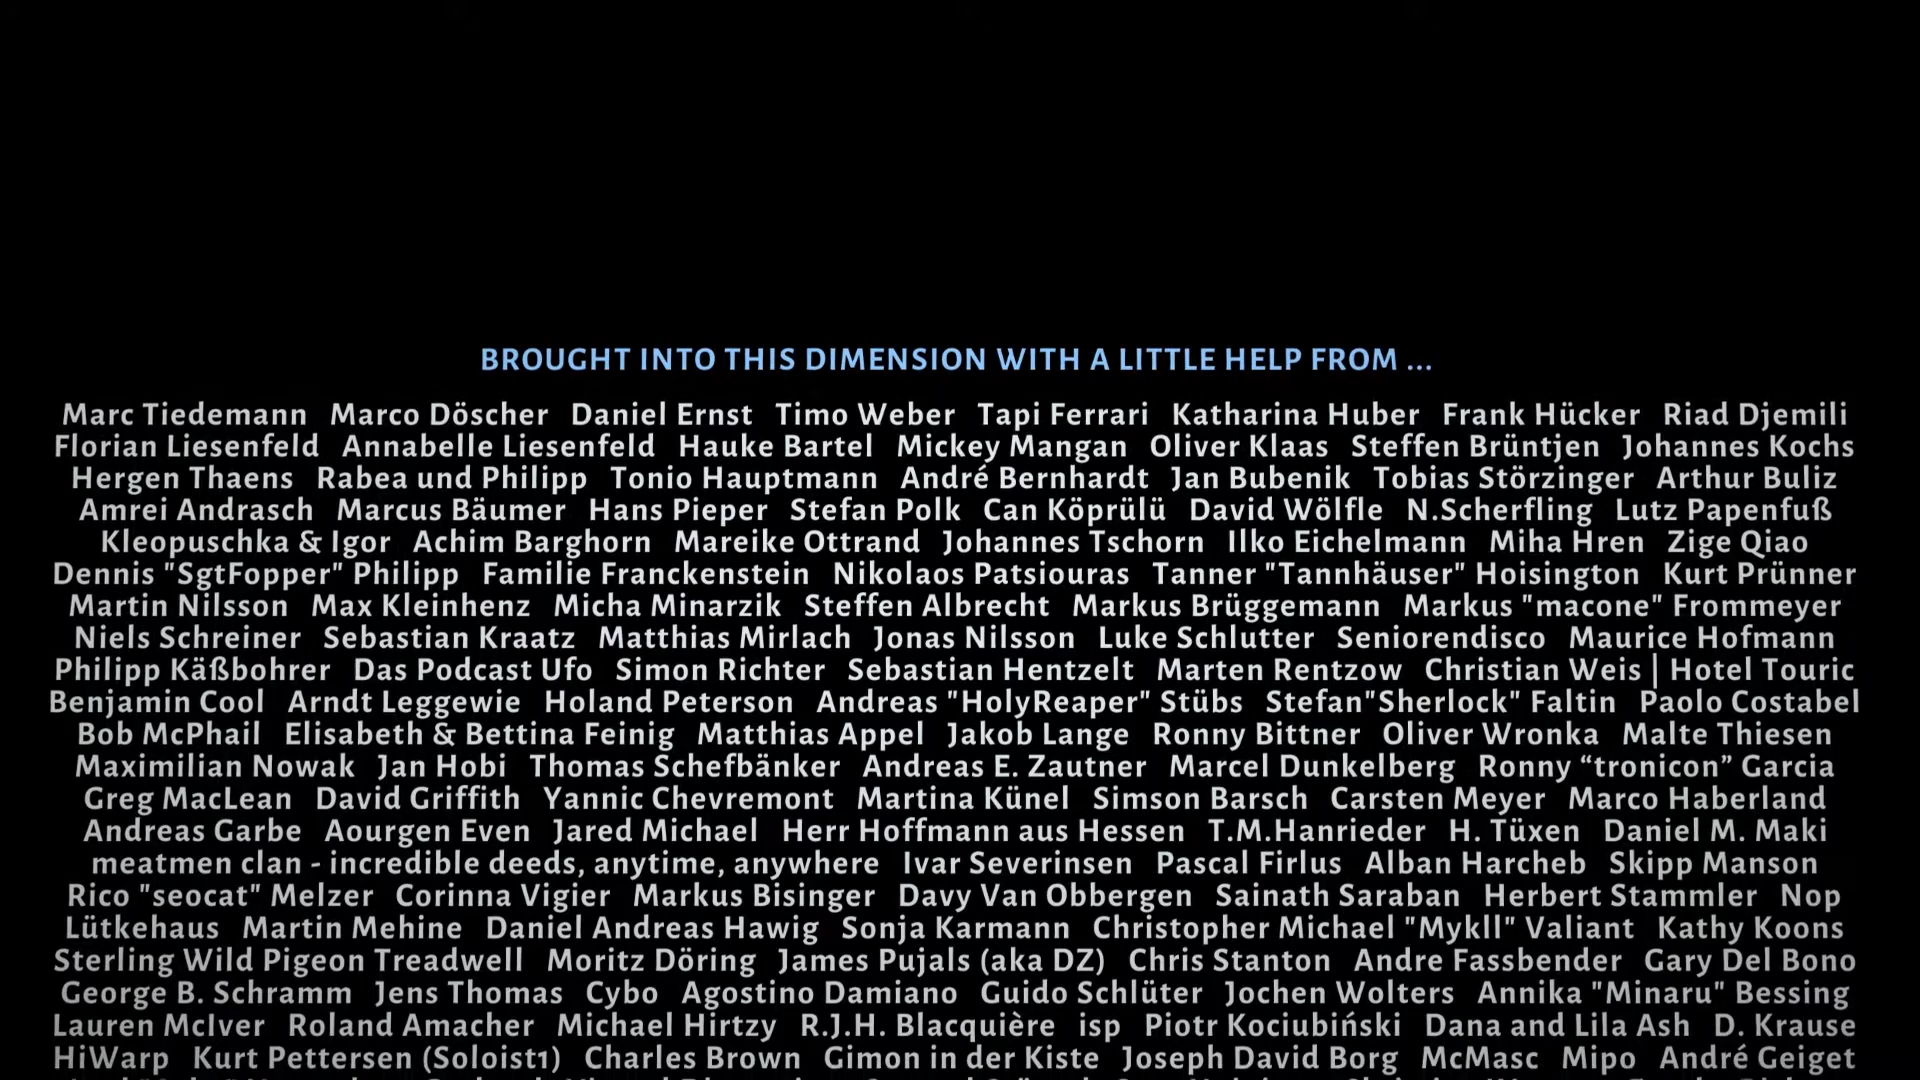 BROUGHT INTO THIS DIMENSION WITH A LITTLE HELP FROM ...
Marc Tiedemann Marco Döscher Daniel Ernst Timo Weber Tapi Ferrari Katharina Huber Frank Hücker Riad Djemili
Florian Liesenfeld Annabelle Liesenfeld Hauke Bartel Mickey Mangan Oliver Klaas Steffen Brüntjen Johannes Kochs
Hergen Thaens Rabea und Philipp Tonio Hauptmann André Bernhardt Jan Bubenik Tobias Störzinger Arthur Buliz
Amrei Andrasch Marcus Bäumer Hans Pieper Stefan Polk Can Köprülü David Wölfle N.Scherfling Lutz Papenfuß
Kleopuschka & Igor Achim Barghorn Mareike Ottrand Johannes Tschorn Ilko Eichelmann Miha Hren Zige Qiao
Dennis "SgtFopper" Philipp Familie Franckenstein Nikolaos Patsiouras Tanner "Tannhäuser" Hoisington Kurt Prünner
Martin Nilsson Max Kleinhenz Micha Minarzik Steffen Albrecht Markus Brüggemann Markus "macone" Frommeyer
Niels Schreiner Sebastian Kraatz Matthias Mirlach Jonas Nilsson Luke Schlutter Seniorendisco Maurice Hofmann
Philipp Käßbohrer Das Podcast Ufo Simon Richter Sebastian Hentzelt Marten Rentzow Christian Weis | Hotel Touric
Benjamin Cool Arndt Leggewie Holand Peterson Andreas "HolyReaper" Stübs Stefan"Sherlock" Faltin Paolo Costabel
Bob McPhail Elisabeth & Bettina Feinig Matthias Appel Jakob Lange Ronny Bittner Oliver Wronka Malte Thiesen
Maximilian Nowak Jan Hobi Thomas Schefbänker Andreas E. Zautner Marcel Dunkelberg Ronny “tronicon” Garcia
Greg MacLean David Griffith Yannic Chevremont Martina Künel Simson Barsch Carsten Meyer Marco Haberland
Andreas Garbe Aourgen Even Jared Michael Herr Hoffmann aus Hessen T.M.Hanrieder H. Tüxen Daniel M. Maki
meatmen clan - incredible deeds, anytime, anywhere Ivar Severinsen Pascal Firlus Alban Harcheb Skipp Manson
Rico "seocat" Melzer Corinna Vigier Markus Bisinger Davy Van Obbergen Sainath Saraban Herbert Stammler Nop
Lütkehaus Martin Mehine Daniel Andreas Hawig Sonja Karmann Christopher Michael "Mykll" Valiant Kathy Koons
Sterling Wild Pigeon Treadwell Moritz Döring James Pujals (aka DZ) Chris Stanton Andre Fassbender Gary Del Bono
George B. Schramm Jens Thomas Cybo Agostino Damiano Guido Schlüter Jochen Wolters Annika "Minaru" Bessing
Lauren McIver Roland Amacher Michael Hirtzy R.J.H. Blacquière isp Piotr Kociubiński Dana and Lila Ash D. Krause
HiWarp Kurt Pettersen (Soloist1) Charles Brown Gimon in der Kiste Joseph David Borg McMasc Mipo André Geiget